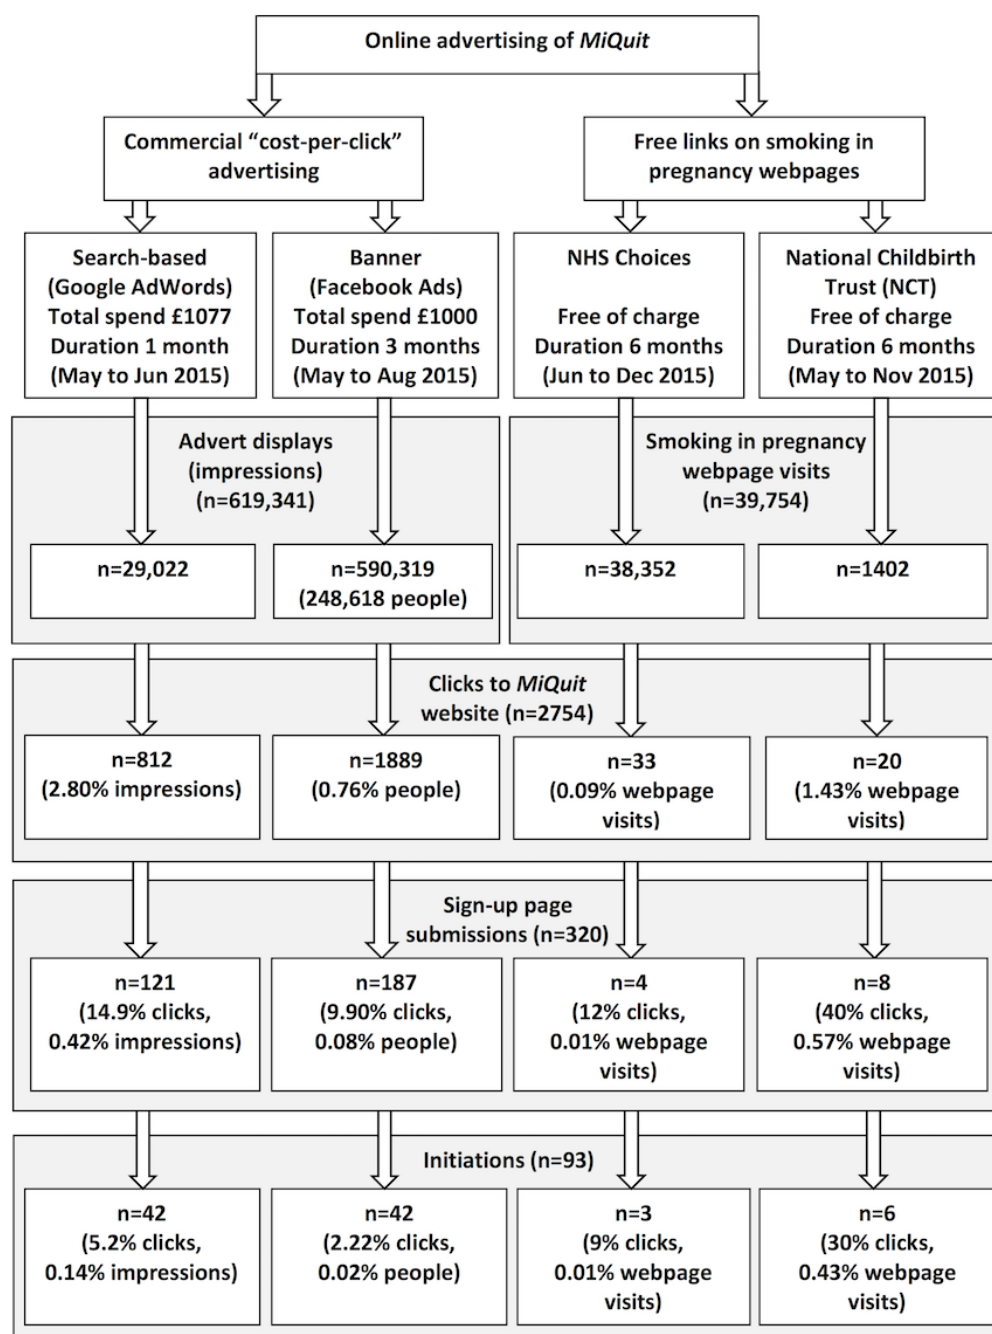 Online advertising of MiQuit
Commercial “cost-per-click”
advertising
Free links on smoking in
pregnancy webpages
Search-based
(Google AdWords)
Total spend £1077
Duration 1 month
(May to Jun 2015)
Banner
(Facebook Ads)
Total spend £1000
Duration 3 months
(May to Aug 2015)
NHS Choices
Free of charge
Duration 6 months
(Jun to Dec 2015)
National Childbirth
Trust (NCT)
Free of charge
Duration 6 months
(May to Nov 2015)
Advert displays
(impressions)
(n=619,341)
Smoking in pregnancy
webpage visits
(n=39,754)
n=29,022
n=590,319
(248,618 people)
n=38,352
n=1402
Clicks to MiQuit
website (n=2754)
n=812
(2.80% impressions)
n=1889
(0.76% people)
n=33
(0.09% webpage
visits)
n=20
(1.43% webpage
visits)
Sign-up page
submissions (n=320)
n=121
(14.9% clicks,
0.42% impressions)
n=187
(9.90% clicks,
0.08% people)
n=4
(12% clicks,
0.01% webpage
visits)
n=8
(40% clicks,
0.57% webpage
visits)
Initiations (n=93)
n=42
(5.2% clicks,
0.14% impressions)
n=42
(2.22% clicks,
0.02% people)
n=3
(9% clicks,
0.01% webpage
visits)
n=6
(30% clicks,
0.43% webpage
visits)